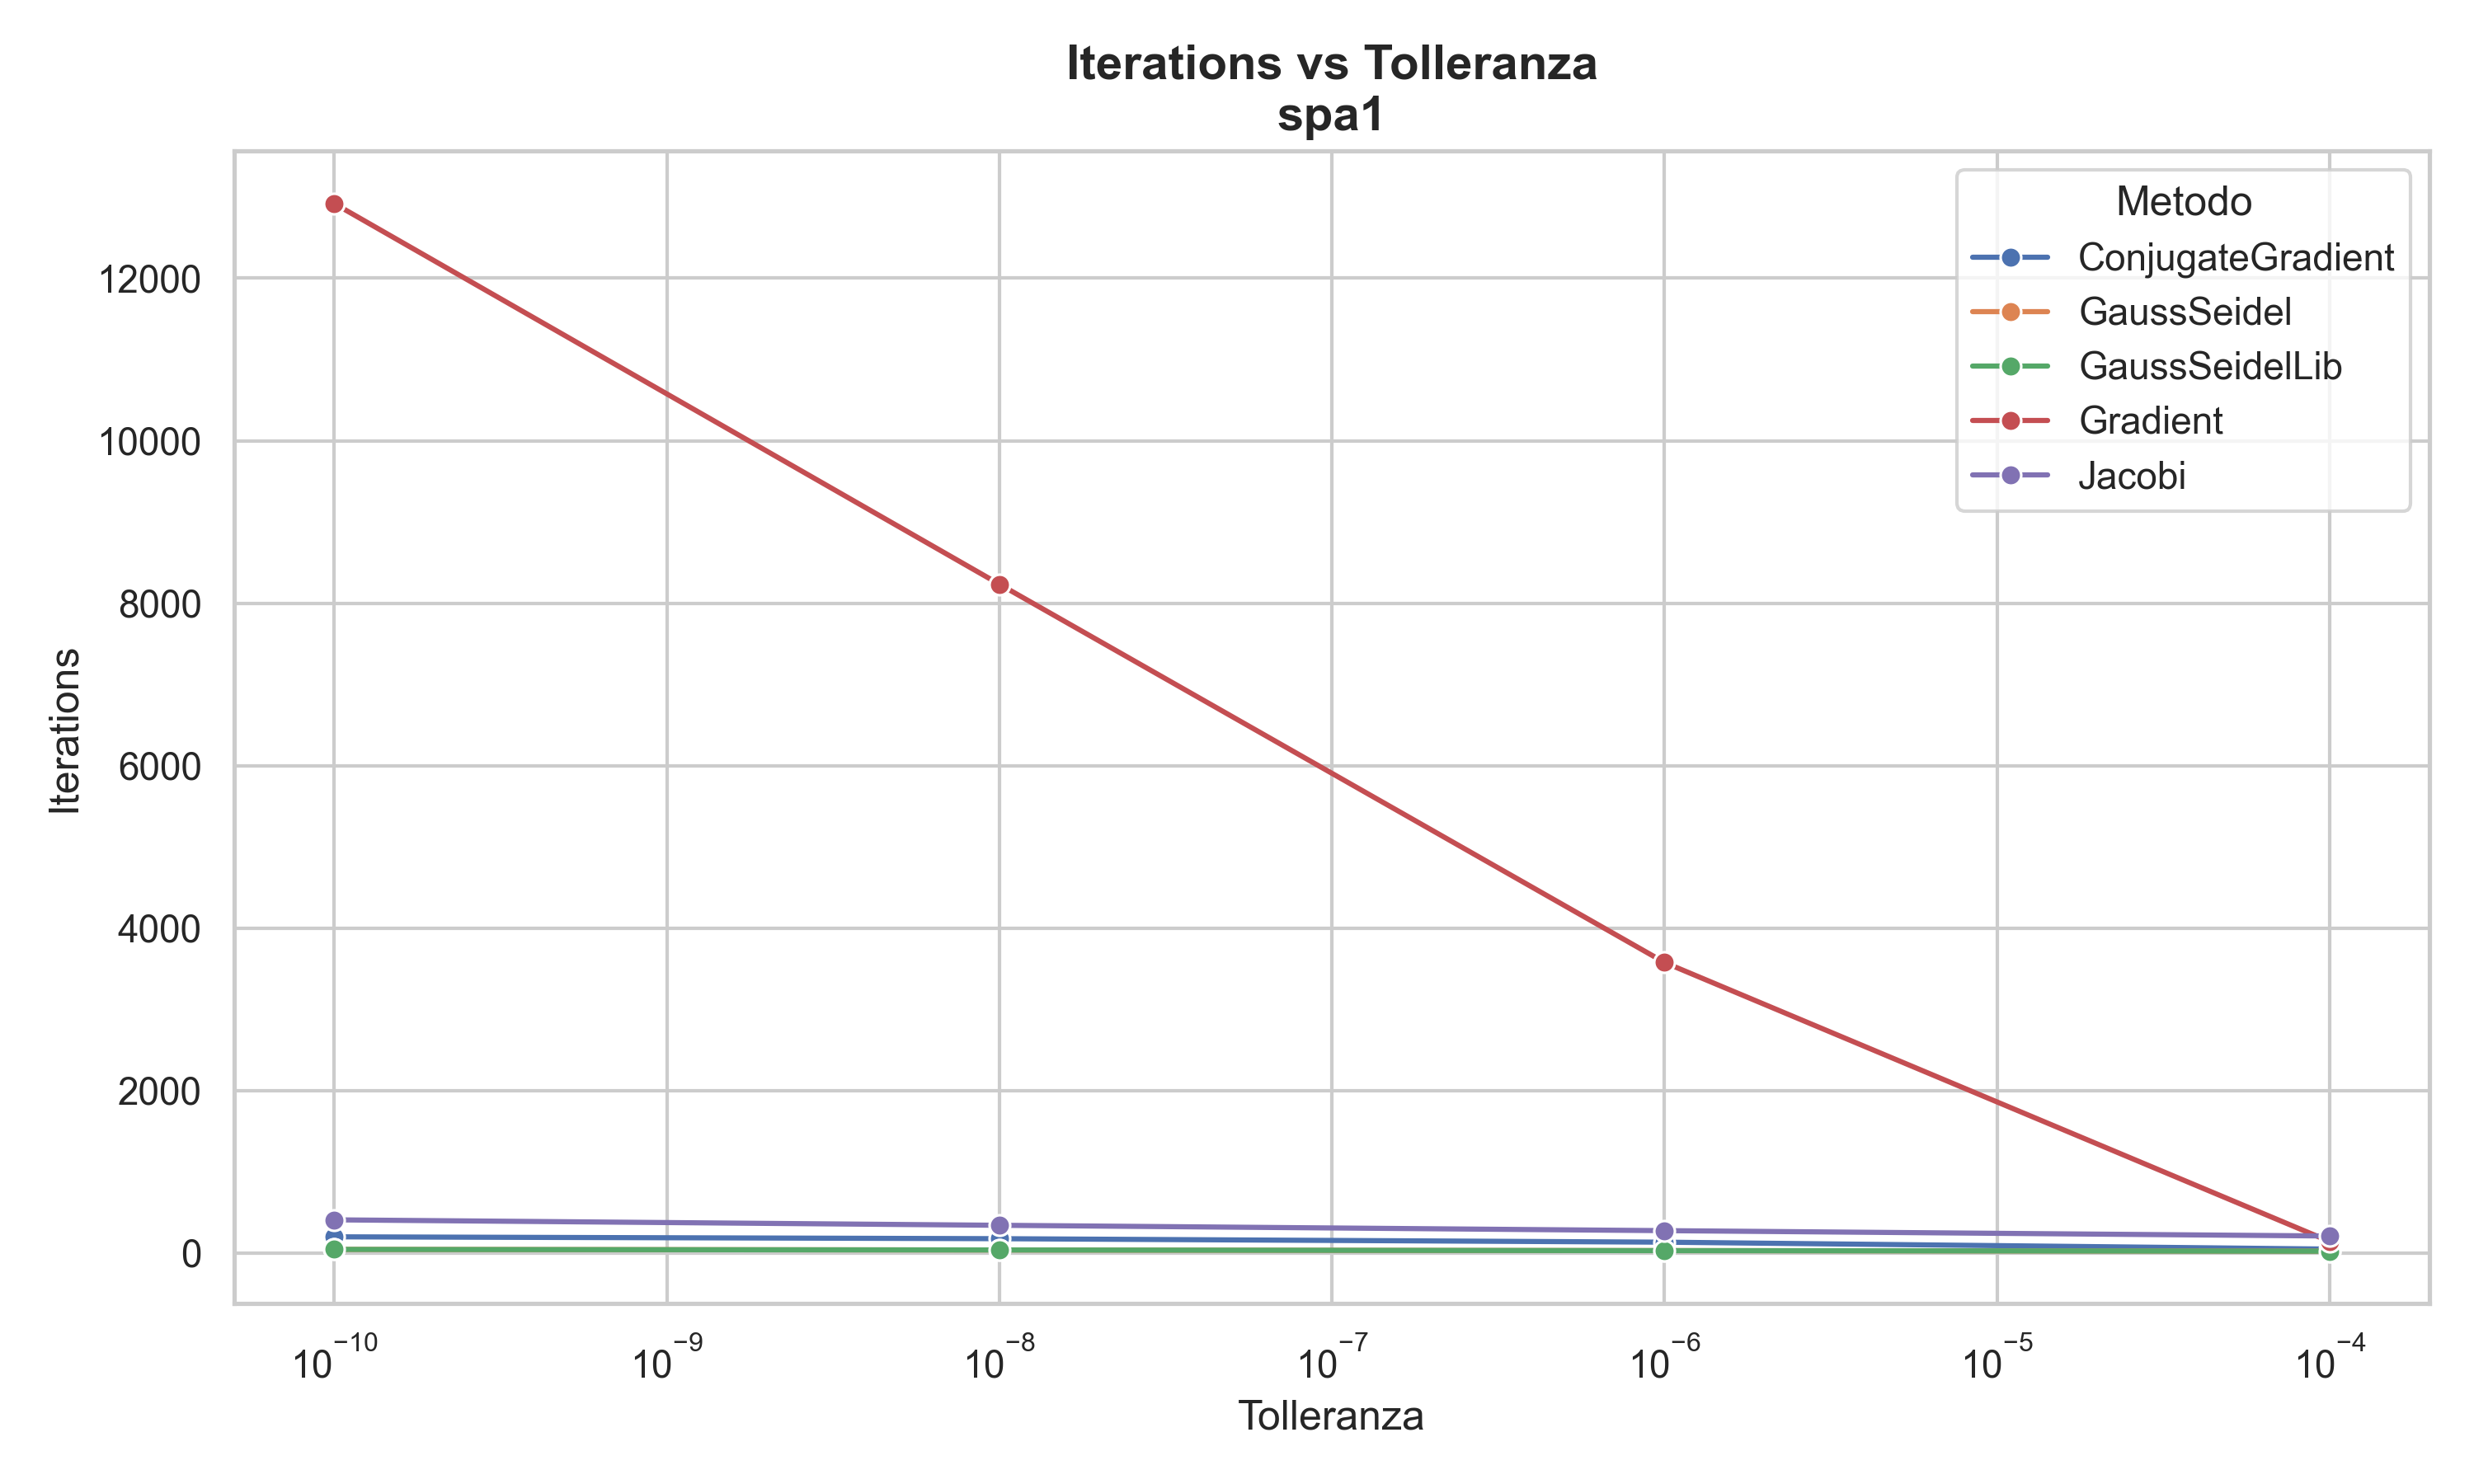 Iterations vs Tolleranza
spa1
Metodo
ConjugateGradient
GaussSeidel
GaussSeidelLib
Gradient
Jacobi
Iterations
12000
10000
8000
6000
4000
2000
0
10⁻¹⁰ 10⁻⁹ 10⁻⁸ 10⁻⁷ 10⁻⁶ 10⁻⁵ 10⁻⁴
Tolleranza